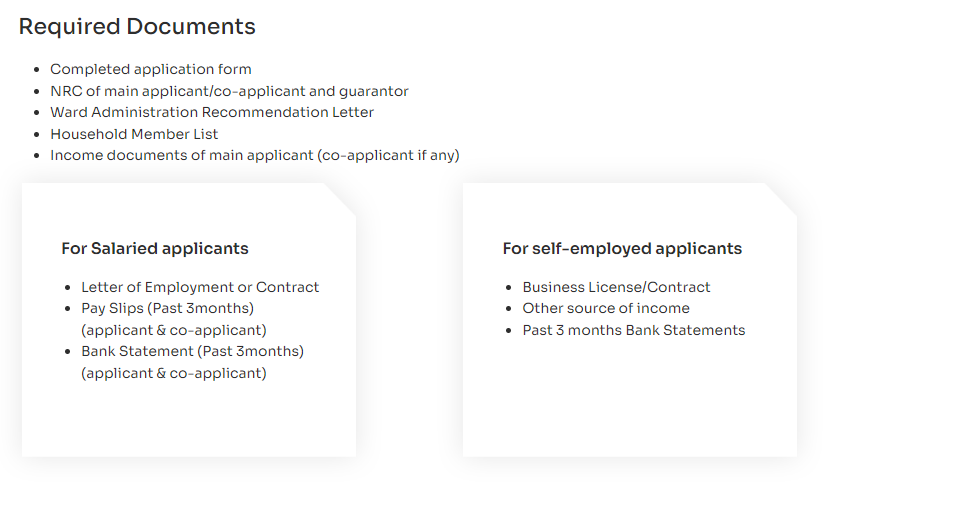 Required Documents
Completed application form
NRC of main applicant/co-applicant and guarantor
Ward Administration Recommendation Letter
Household Member List
Income documents of main applicant (co-applicant if any)
For Salaried applicants
Letter of Employment or Contract
Pay Slips (Past 3months)
(applicant & co-applicant)
Bank Statement (Past 3months)
(applicant & co-applicant)
For self-employed applicants
Business License/Contract
Other source of income
Past 3 months Bank Statements